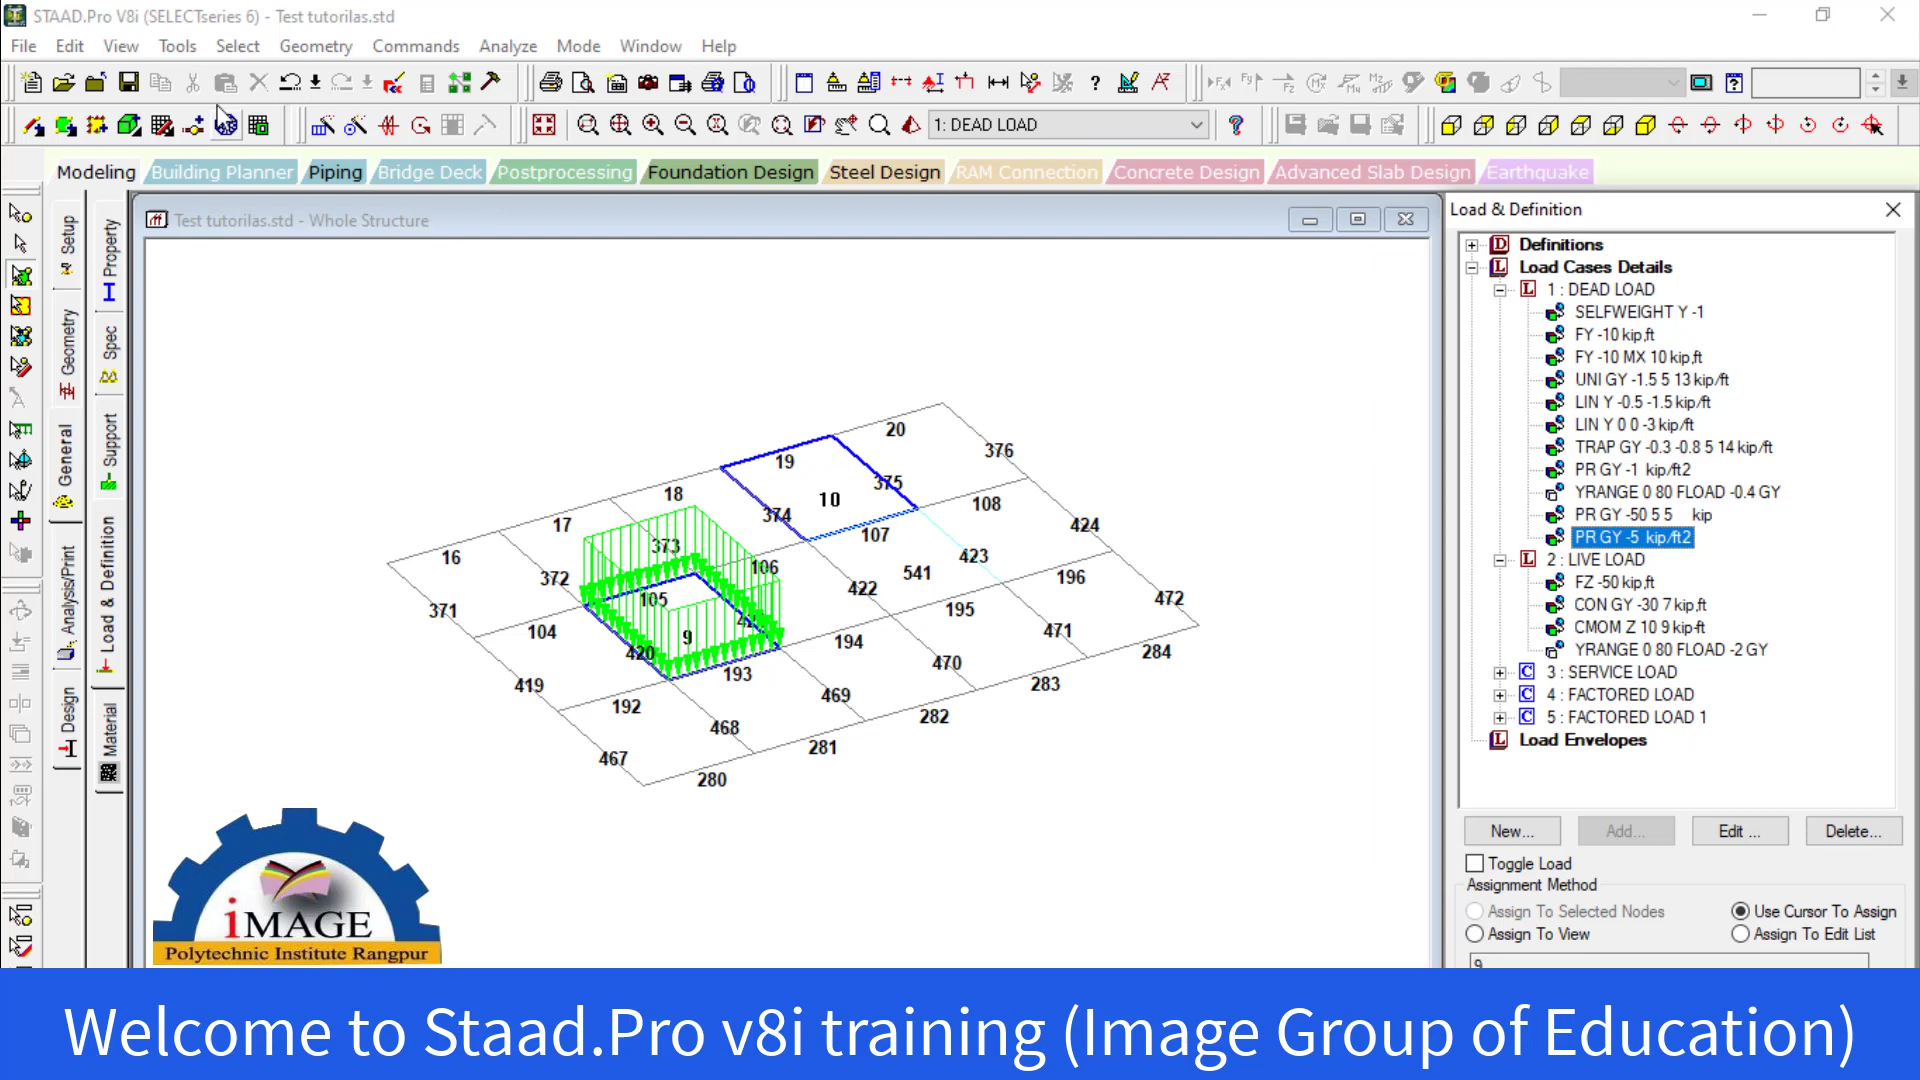 STAAD.Pro V8i (SELECTseries 6) - Test tutorilas.std
File Edit View Tools Select Geometry Commands Analyze Mode Window Help
1: DEAD LOAD
Modeling Building Planner Piping Bridge Deck Postprocessing Foundation Design Steel Design RAM Connection Concrete Design Advanced Slab Design Earthquake
Setup
Geometry
General
Analysis/Print
Design
Property
Spec
Support
Load & Definition
Material
Test tutorilas.std - Whole Structure
20
19
376
18
375
10
108
17
374
424
107
373
16
423
372
106
541
196
422
105
472
371
195
104
9
471
194
420
284
193
470
419
283
469
192
282
468
281
467
280
iMAGE
Polytechnic Institute Rangpur
Load & Definition
Definitions
Load Cases Details
1 : DEAD LOAD
SELFWEIGHT Y -1
FY -10 kip,ft
FY -10 MX 10 kip,ft
UNI GY -1.5 5 13 kip/ft
LIN Y -0.5 -1.5 kip/ft
LIN Y 0 0 -3 kip/ft
TRAP GY -0.3 -0.8 5 14 kip/ft
PR GY -1 kip/ft2
YRANGE 0 80 FLOAD -0.4 GY
PR GY -50 5 5 kip
PR GY -5 kip/ft2
2 : LIVE LOAD
FZ -50 kip,ft
CON GY -30 7 kip,ft
CMOM Z 10 9 kip-ft
YRANGE 0 80 FLOAD -2 GY
3 : SERVICE LOAD
4 : FACTORED LOAD
5 : FACTORED LOAD 1
Load Envelopes
New... Add... Edit ... Delete...
Toggle Load
Assignment Method
Assign To Selected Nodes Use Cursor To Assign
Assign To View Assign To Edit List
9
Welcome to Staad.Pro v8i training (Image Group of Education)